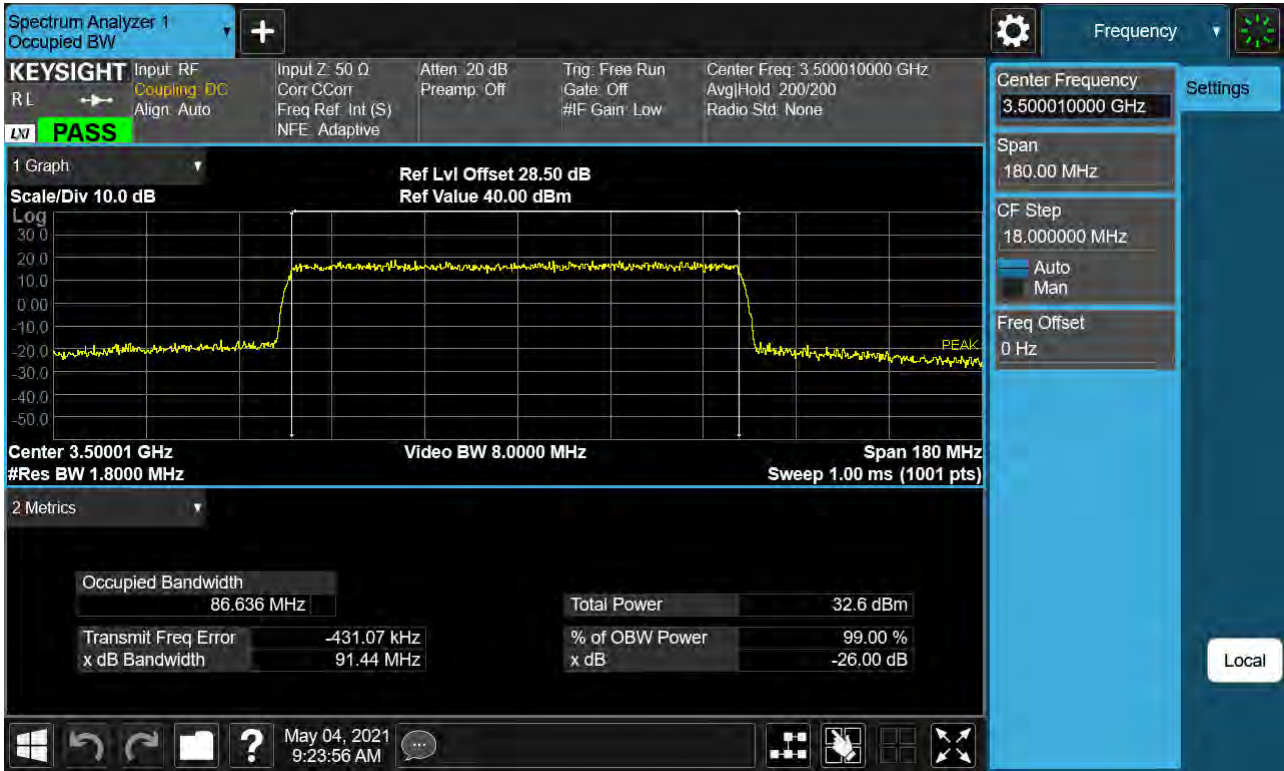 Spectrum Analyzer 1
Occupied BW
Frequency
KEYSIGHT
RL
LXI
PASS
Input: RF
Coupling: DC
Align: Auto
Input Z: 50 Ω
Corr CCorr
Freq Ref: Int (S)
NFE: Adaptive
Atten: 20 dB
Preamp: Off
Trig: Free Run
Gate: Off
#IF Gain: Low
Center Freq: 3.500010000 GHz
Avg|Hold: 200/200
Radio Std: None
Center Frequency
3.500010000 GHz
Settings
Span
180.00 MHz
CF Step
18.000000 MHz
Auto
Man
Freq Offset
0 Hz
Local
1 Graph
Scale/Div 10.0 dB
Ref Lvl Offset 28.50 dB
Ref Value 40.00 dBm
Log
30.0
20.0
10.0
0.00
-10.0
-20.0
-30.0
-40.0
-50.0
PEAK
Center 3.50001 GHz
#Res BW 1.8000 MHz
Video BW 8.0000 MHz
Span 180 MHz
Sweep 1.00 ms (1001 pts)
2 Metrics
Occupied Bandwidth
86.636 MHz
Transmit Freq Error -431.07 kHz
x dB Bandwidth 91.44 MHz
Total Power 32.6 dBm
% of OBW Power 99.00 %
x dB -26.00 dB
?
May 04, 2021
9:23:56 AM